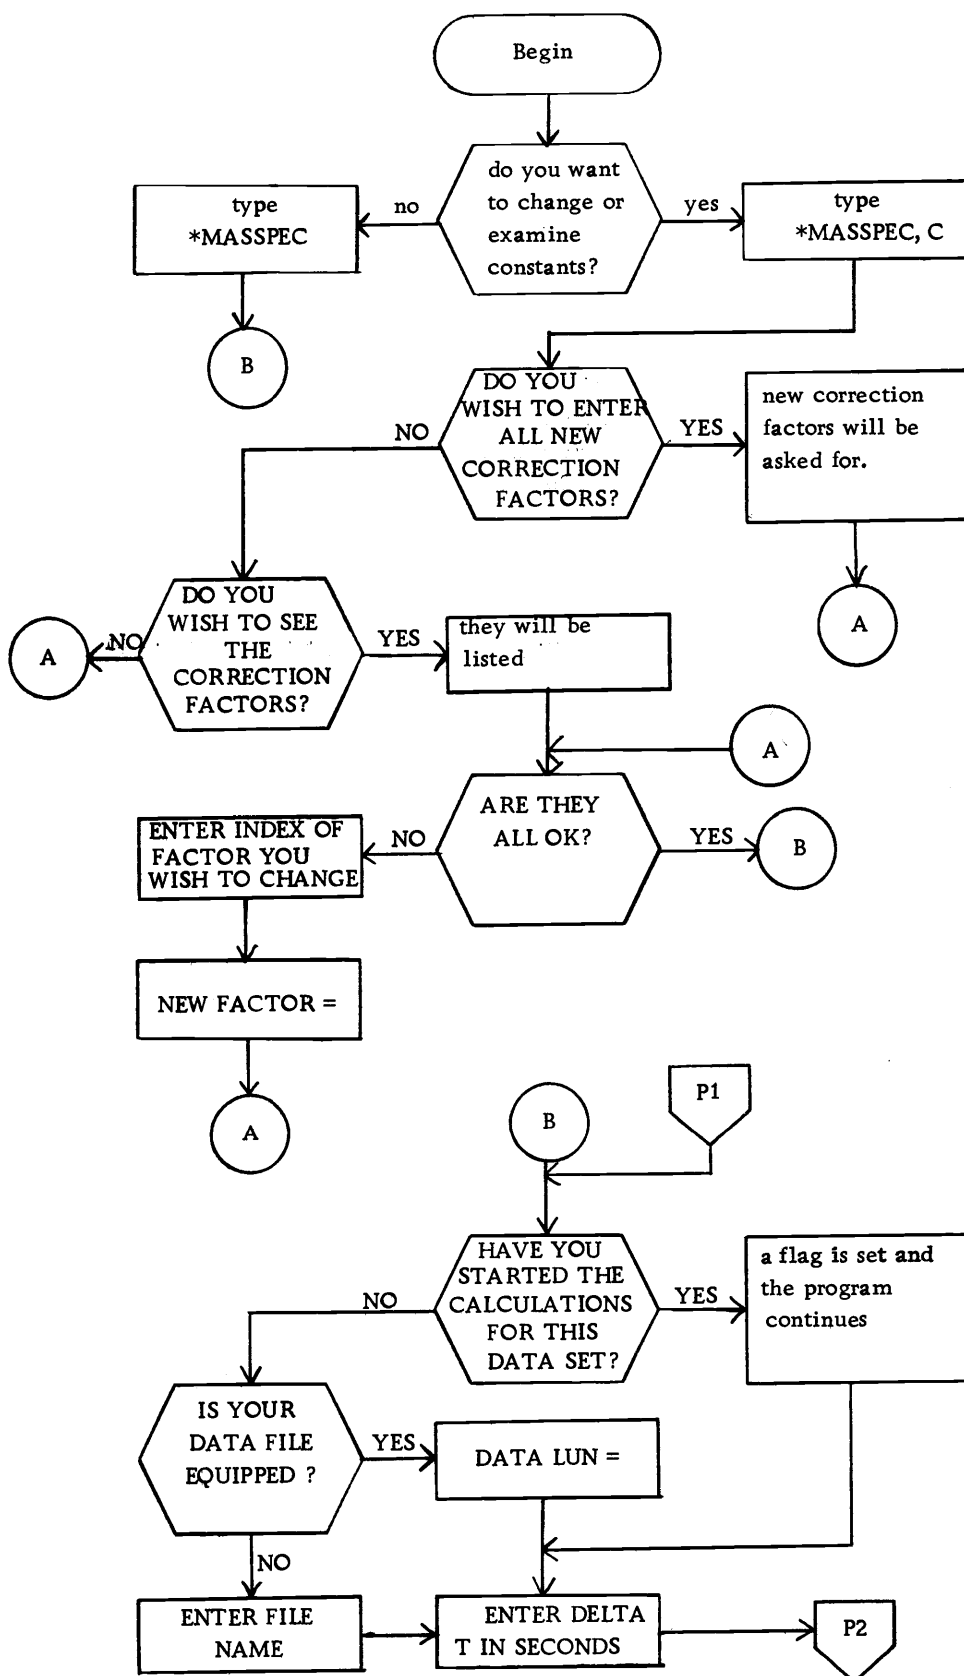 Begin
do you want
to change or
examine
constants?
no
yes
type
*MASSPEC
type
*MASSPEC, C
B
DO YOU
WISH TO ENTER
ALL NEW
CORRECTION
FACTORS?
NO
YES
new correction
factors will be
asked for.
A
DO YOU
WISH TO SEE
THE
CORRECTION
FACTORS?
NO
A
YES
they will be
listed
A
ARE THEY
ALL OK?
NO
YES
B
ENTER INDEX OF
FACTOR YOU
WISH TO CHANGE
NEW FACTOR =
A
B
P1
HAVE YOU
STARTED THE
CALCULATIONS
FOR THIS
DATA SET?
NO
YES
a flag is set and
the program
continues
IS YOUR
DATA FILE
EQUIPPED ?
YES
DATA LUN =
NO
ENTER FILE
NAME
ENTER DELTA
T IN SECONDS
P2